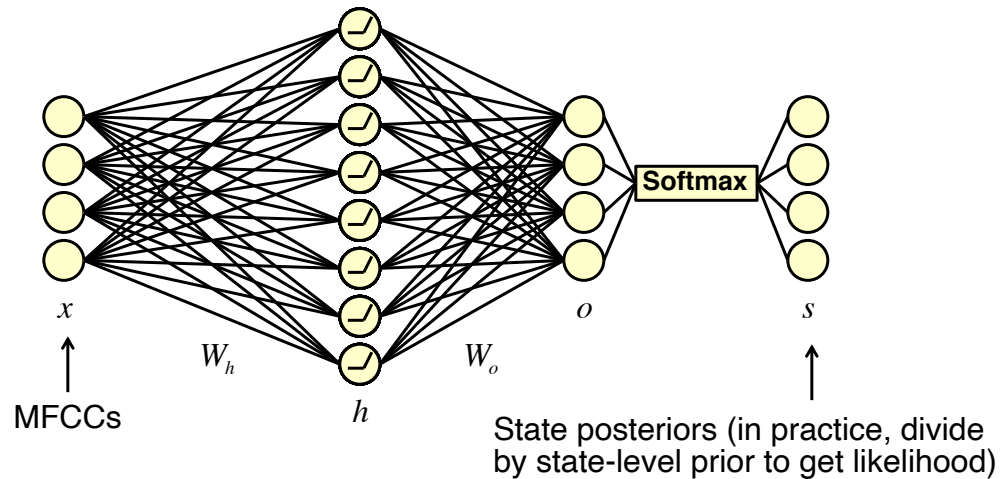 Softmax
x
o
s
W_h
W_o
MFCCs
h
State posteriors (in practice, divide
by state-level prior to get likelihood)